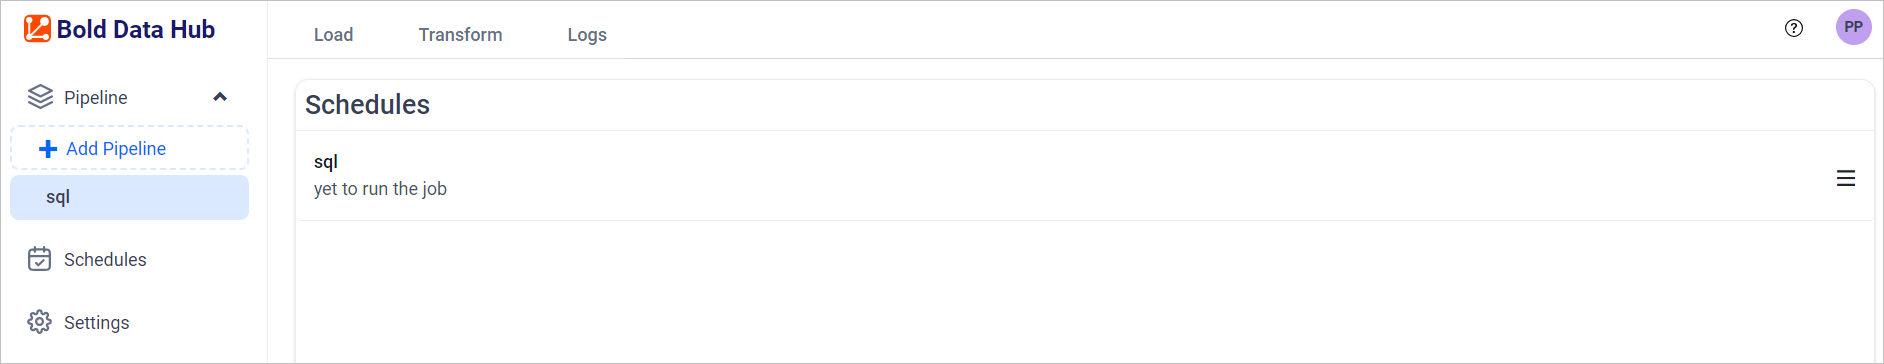 Bold Data Hub
Load
Transform
Logs
PP
Pipeline
Add Pipeline
sql
Schedules
Settings
Schedules
sql
yet to run the job